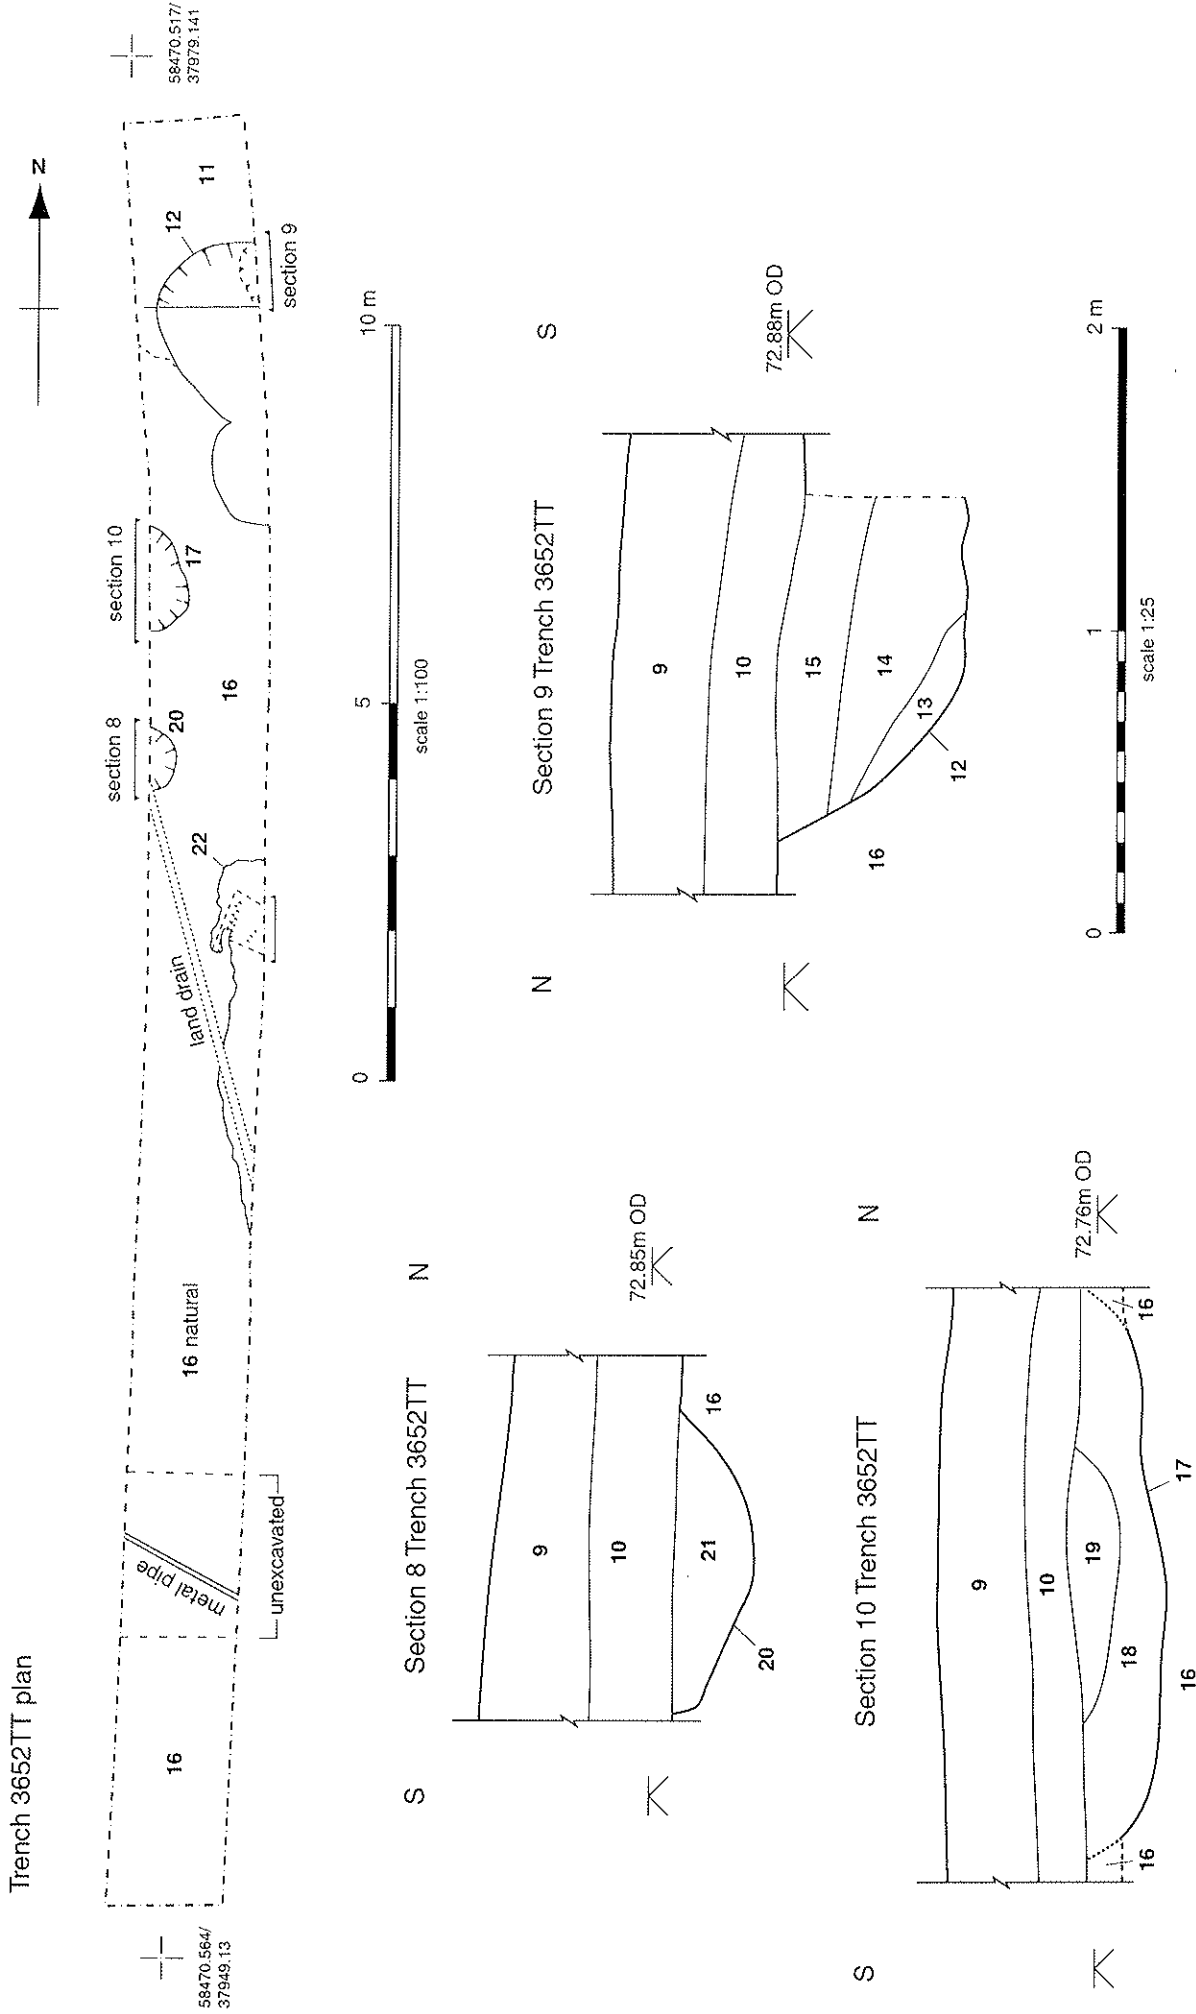 Trench 3652TT plan
N
58470.564/
37949.13
16
metal pipe
unexcavated
16 natural
land drain
22
section 8
20
16
section 10
17
12
11
section 9
58470.517/
37979.141
0
5
10 m
scale 1:100
Section 8 Trench 3652TT
S
N
72.85m OD
9
10
21
16
20
Section 9 Trench 3652TT
N
S
72.88m OD
9
10
15
14
13
12
16
Section 10 Trench 3652TT
S
N
72.76m OD
9
10
19
18
16
16
17
16
0
1
2 m
scale 1:25